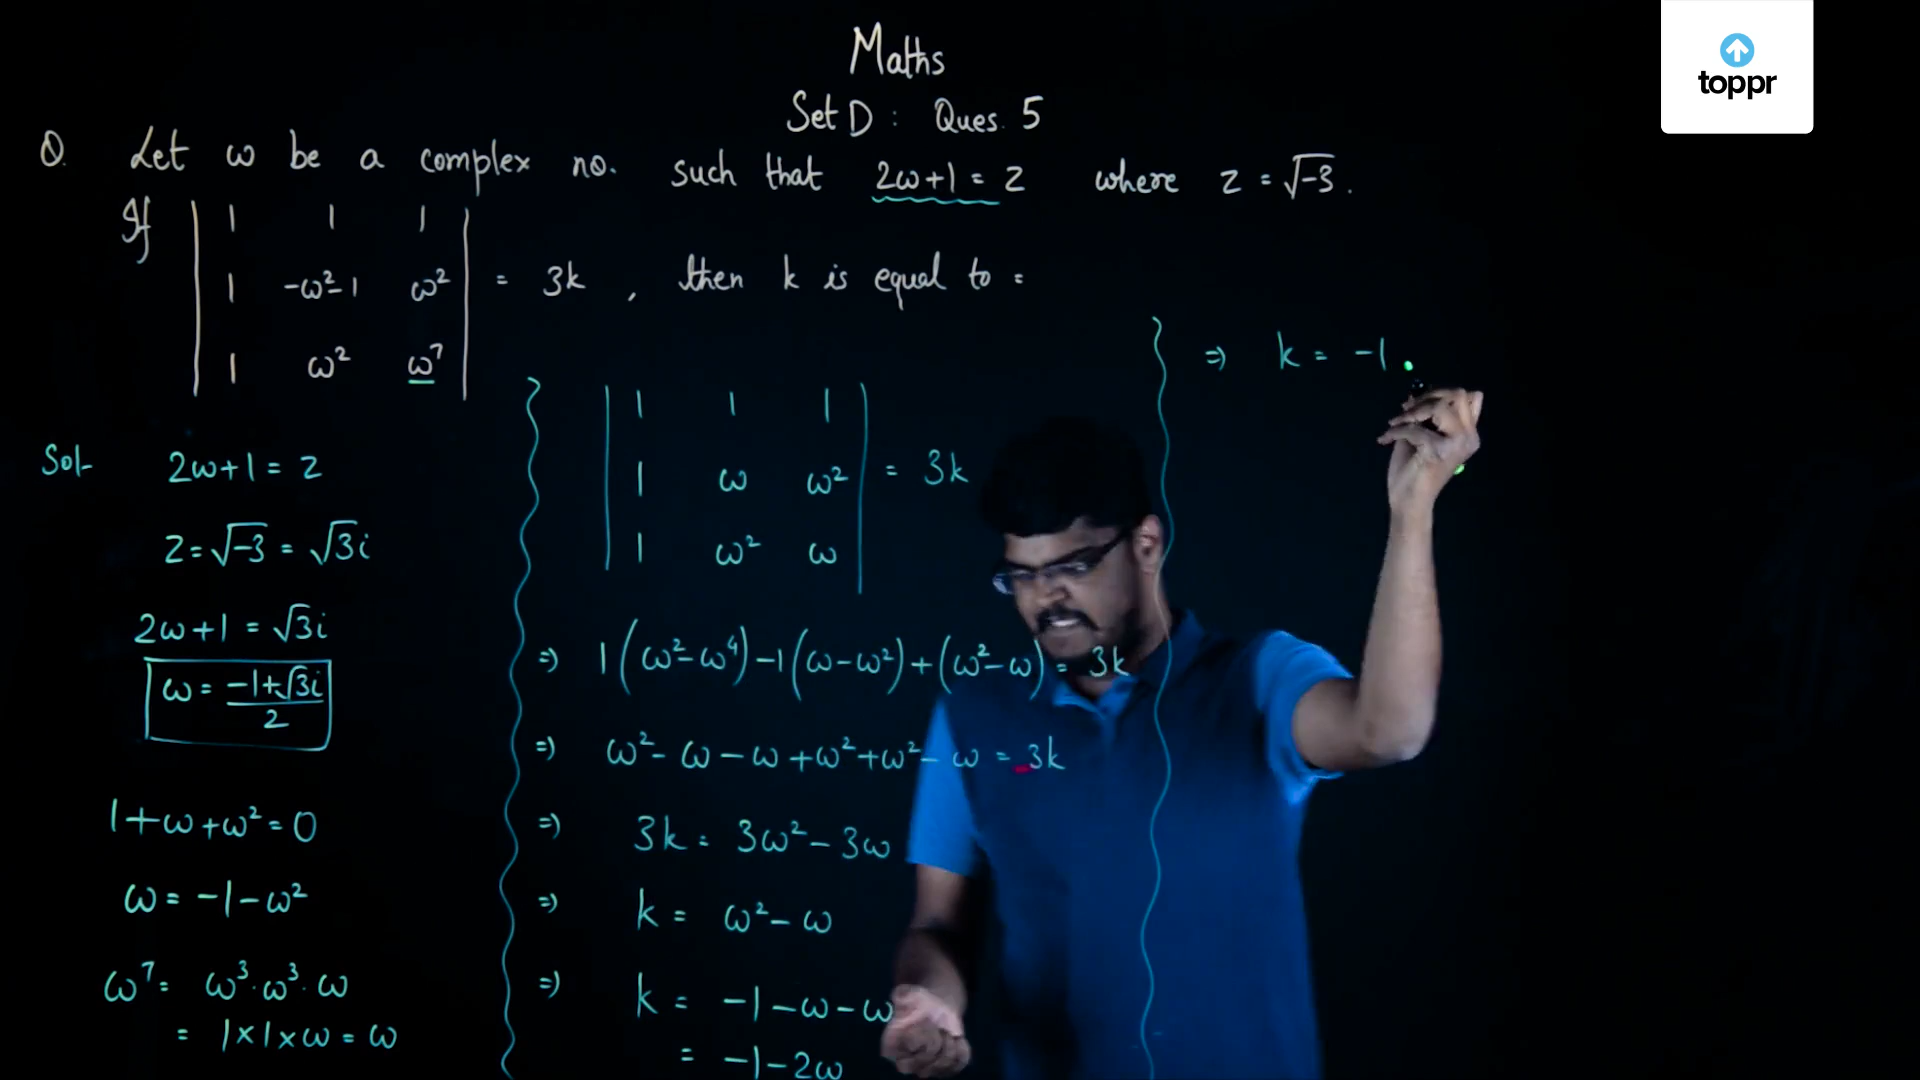 Maths
Set D : Ques. 5
toppr
Q. Let ω be a complex no. such that 2ω+1 = z where z = √-3.
If | 1 1 1 |
| 1 -ω²-1 ω² | = 3k , then k is equal to =
| 1 ω² ω⁷ |
Sol-
2ω+1 = z
z = √-3 = √3i
2ω+1 = √3i
ω = (-1+√3i)/2
1+ω+ω² = 0
ω = -1-ω²
ω⁷ = ω³.ω³.ω
= 1×1×ω = ω
| 1 1 1 |
| 1 ω ω² | = 3k
| 1 ω² ω |
⇒ 1(ω²-ω⁴)-1(ω-ω²)+(ω²-ω) = 3k
⇒ ω²-ω-ω+ω²+ω²-ω = 3k
⇒ 3k = 3ω²-3ω
⇒ k = ω²-ω
⇒ k = -1-ω-ω
= -1-2ω
⇒ k = -1